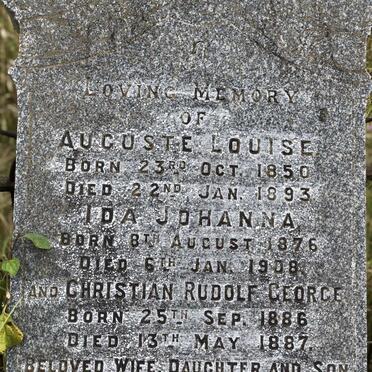 LOVING MEMORY
OF
AUGUSTE LOUISE
BORN 23RD OCT. 1850
DIED 22ND JAN. 1893
IDA JOHANNA
BORN 8TH AUGUST 1876
DIED 6TH JAN. 1908.
AND CHRISTIAN RUDOLF GEORGE
BORN 25TH SEP. 1886
DIED 13TH MAY 1887.
BELOVED WIFE, DAUGHTER AND SON